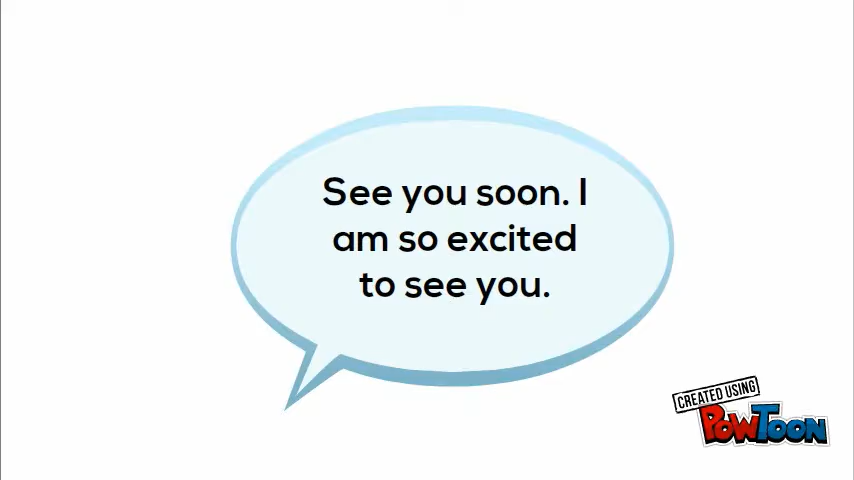 See you soon. I
am so excited
to see you.
CREATED USING
POWTOON